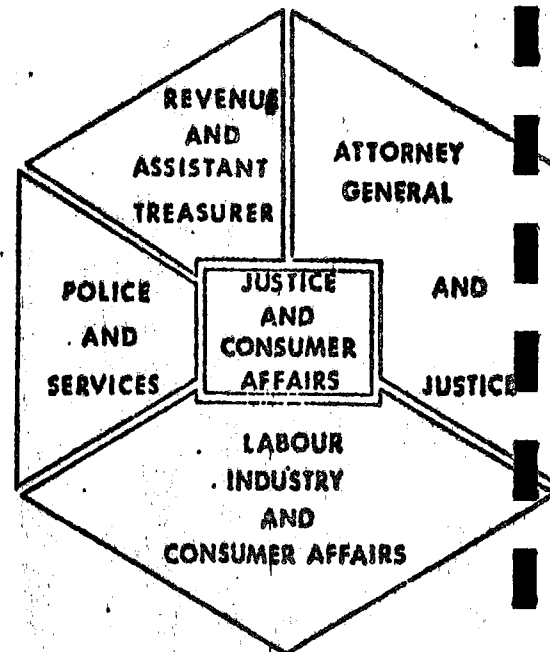 REVENUE
AND
ASSISTANT
TREASURER
ATTORNEY
GENERAL
AND
JUSTICE
POLICE
AND
SERVICES
JUSTICE
AND
CONSUMER
AFFAIRS
LABOUR
INDUSTRY
AND
CONSUMER AFFAIRS